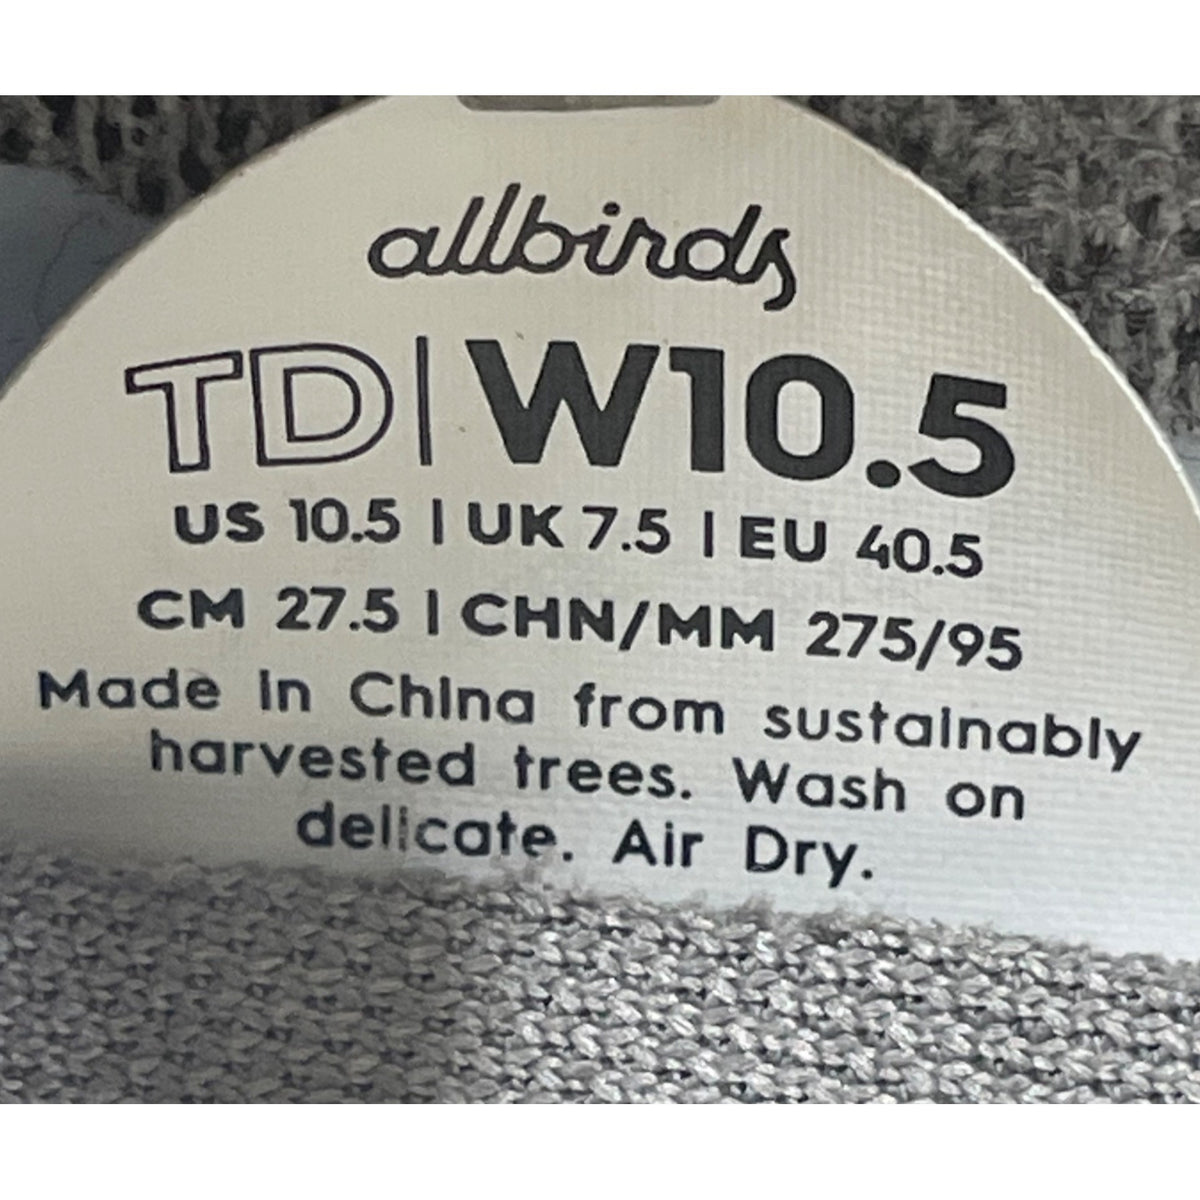 allbirds
TD | W10.5
US 10.5 | UK 7.5 | EU 40.5
CM 27.5 | CHN/MM 275/95
Made in China from sustainably
harvested trees. Wash on
delicate. Air Dry.